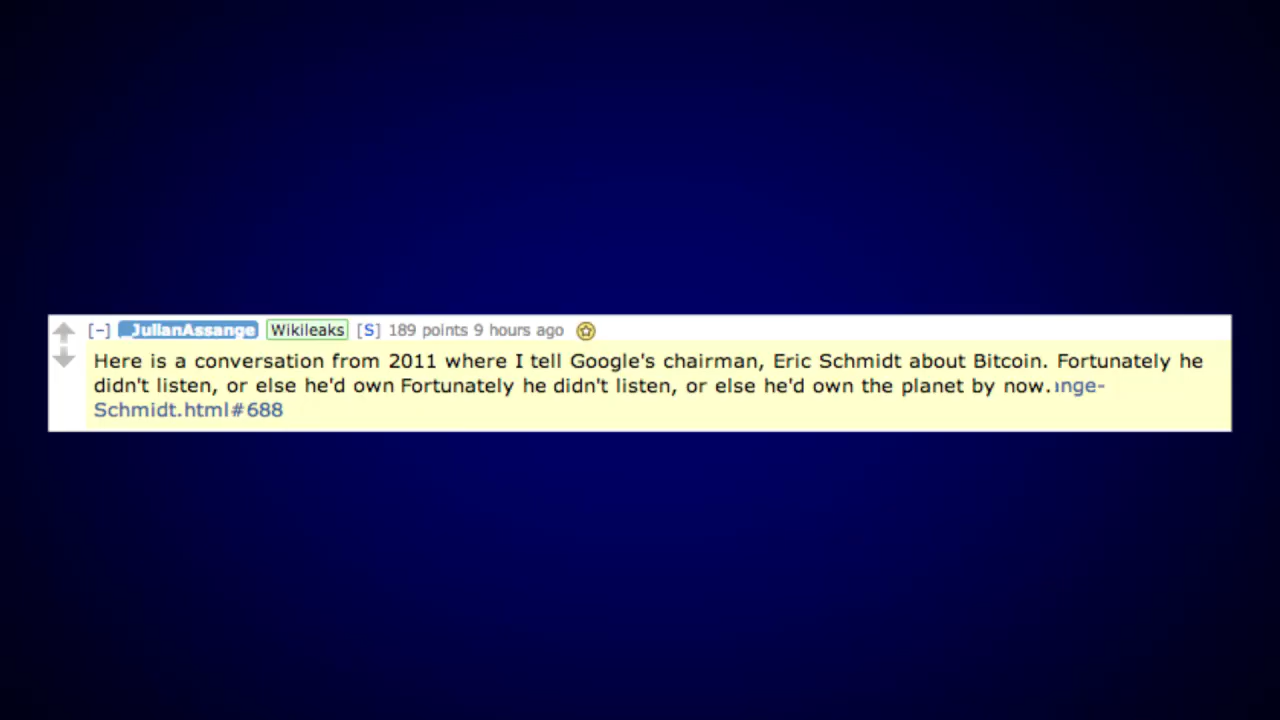 [–] _JulianAssange Wikileaks [S] 189 points 9 hours ago
Here is a conversation from 2011 where I tell Google's chairman, Eric Schmidt about Bitcoin. Fortunately he
didn't listen, or else he'd own Fortunately he didn't listen, or else he'd own the planet by now.ange-
Schmidt.html#688